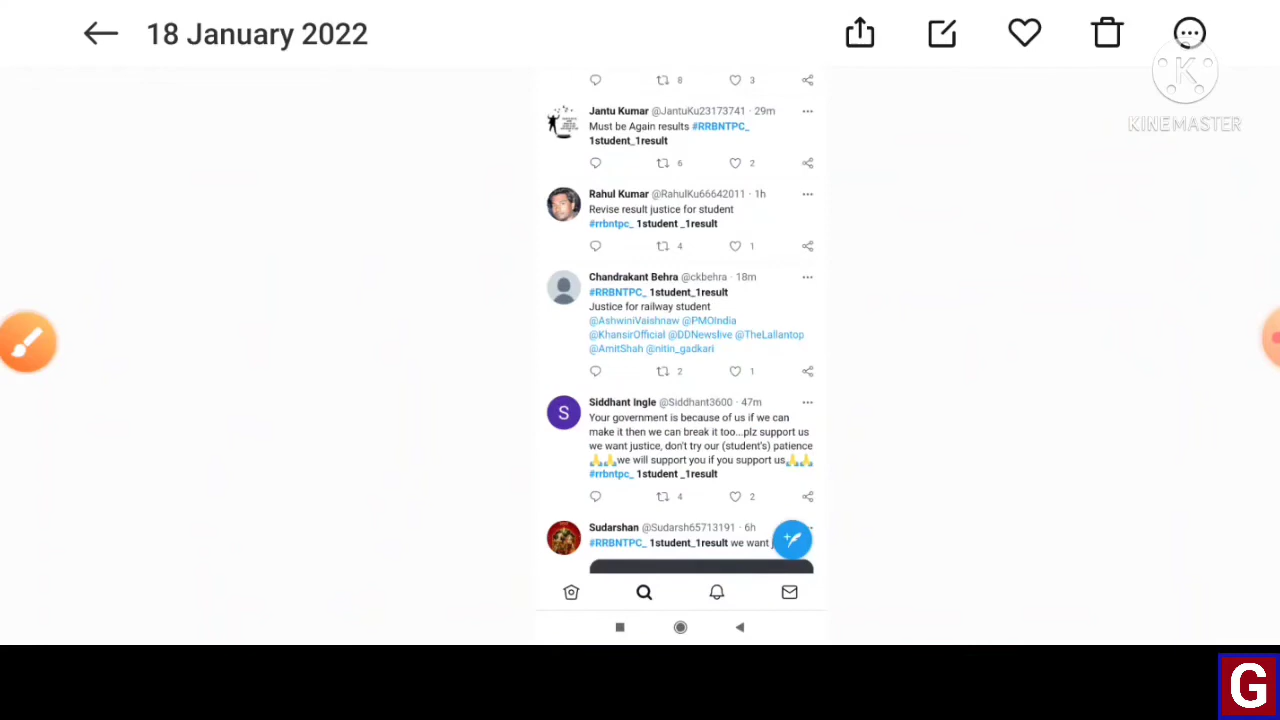 18 January 2022
KINEMASTER
8 3
Jantu Kumar @JantuKu23173741 · 29m
Must be Again results #RRBNTPC_
1student_1result
6 2
Rahul Kumar @RahulKu66642011 · 1h
Revise result justice for student
#rrbntpc_ 1student _1result
4 1
Chandrakant Behra @ckbehra · 18m
#RRBNTPC_ 1student_1result
Justice for railway student
@AshwiniVaishnaw @PMOIndia
@KhansirOfficial @DDNewslive @TheLallantop
@AmitShah @nitin_gadkari
2 1
S
Siddhant Ingle @Siddhant3600 · 47m
Your government is because of us if we can
make it then we can break it too...plz support us
we want justice, don't try our (student's) patience
🙏🙏we will support you if you support us🙏🙏
#rrbntpc_ 1student _1result
4 2
Sudarshan @Sudarsh65713191 · 6h
#RRBNTPC_ 1student_1result we want
G